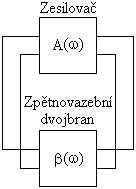 Zesilovač
A(ω)
Zpětnovazební
dvojbran
β(ω)